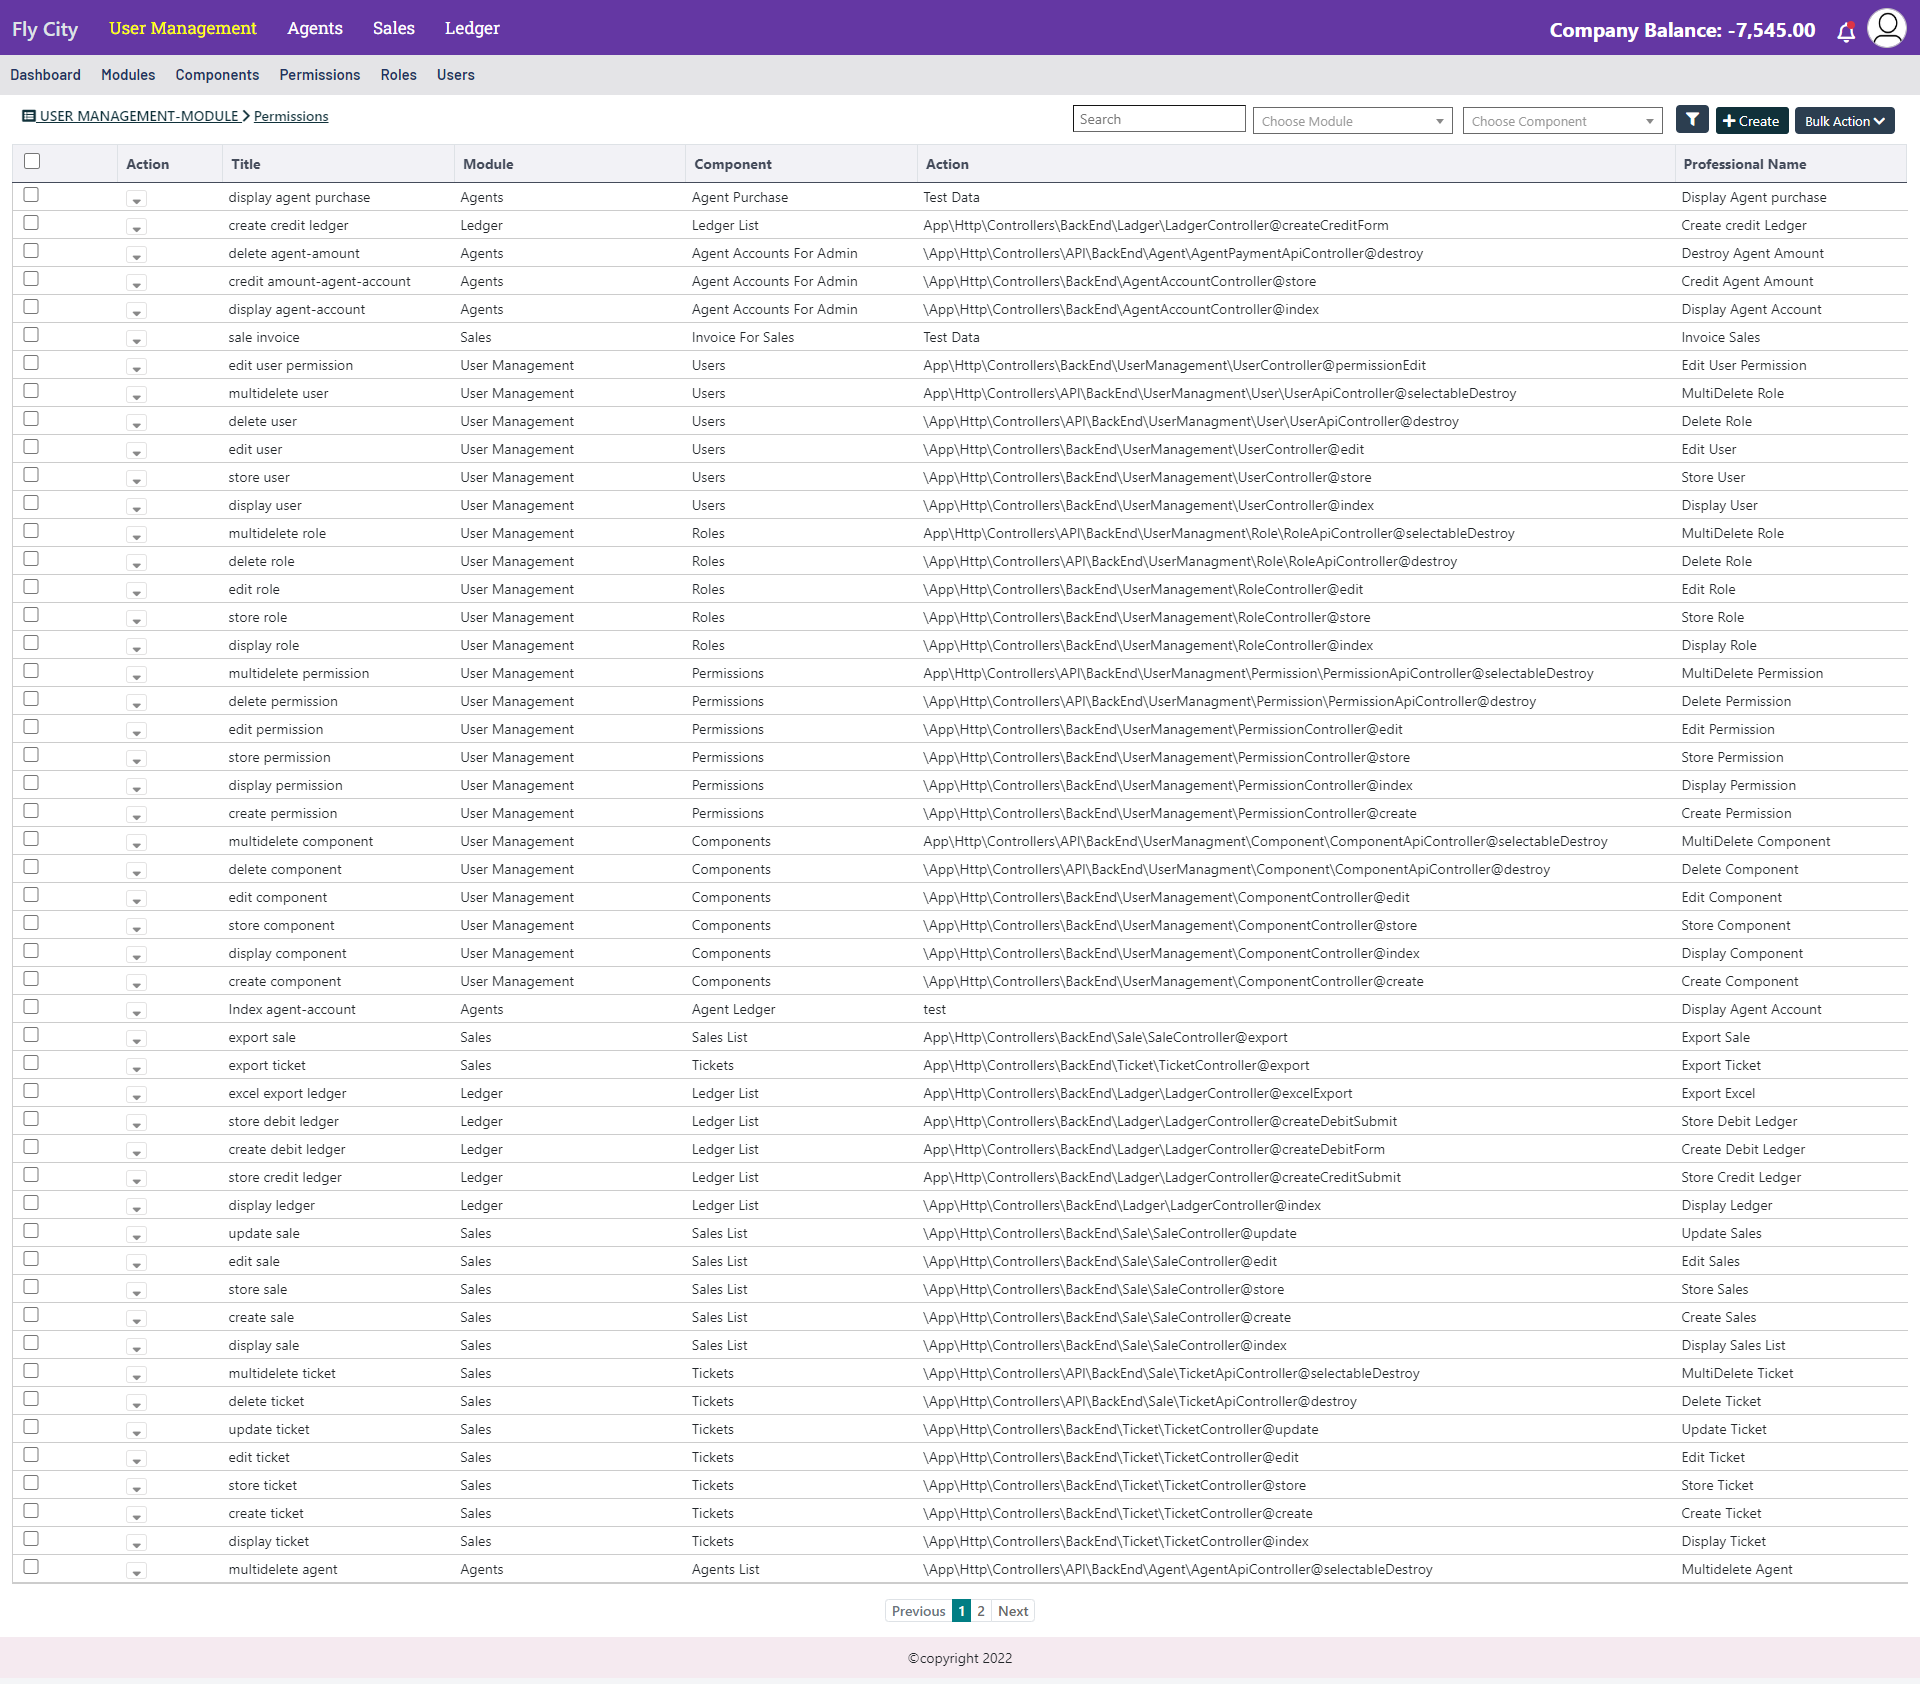 Fly City User Management Agents Sales Ledger Company Balance: -7,545.00
Dashboard Modules Components Permissions Roles Users
USER MANAGEMENT-MODULE Permissions Search Choose Module Choose Component Create Bulk Action
Action Title Module Component Action Professional Name
display agent purchase Agents Agent Purchase Test Data Display Agent purchase
create credit ledger Ledger Ledger List App\Http\Controllers\BackEnd\Ladger\LadgerController@createCreditForm Create credit Ledger
delete agent-amount Agents Agent Accounts For Admin \App\Http\Controllers\API\BackEnd\Agent\AgentPaymentApiController@destroy Destroy Agent Amount
credit amount-agent-account Agents Agent Accounts For Admin \App\Http\Controllers\BackEnd\AgentAccountController@store Credit Agent Amount
display agent-account Agents Agent Accounts For Admin \App\Http\Controllers\BackEnd\AgentAccountController@index Display Agent Account
sale invoice Sales Invoice For Sales Test Data Invoice Sales
edit user permission User Management Users App\Http\Controllers\BackEnd\UserManagement\UserController@permissionEdit Edit User Permission
multidelete user User Management Users App\Http\Controllers\API\BackEnd\UserManagment\User\UserApiController@selectableDestroy MultiDelete Role
delete user User Management Users \App\Http\Controllers\API\BackEnd\UserManagment\User\UserApiController@destroy Delete Role
edit user User Management Users \App\Http\Controllers\BackEnd\UserManagement\UserController@edit Edit User
store user User Management Users \App\Http\Controllers\BackEnd\UserManagement\UserController@store Store User
display user User Management Users \App\Http\Controllers\BackEnd\UserManagement\UserController@index Display User
multidelete role User Management Roles App\Http\Controllers\API\BackEnd\UserManagment\Role\RoleApiController@selectableDestroy MultiDelete Role
delete role User Management Roles \App\Http\Controllers\API\BackEnd\UserManagment\Role\RoleApiController@destroy Delete Role
edit role User Management Roles \App\Http\Controllers\BackEnd\UserManagement\RoleController@edit Edit Role
store role User Management Roles \App\Http\Controllers\BackEnd\UserManagement\RoleController@store Store Role
display role User Management Roles \App\Http\Controllers\BackEnd\UserManagement\RoleController@index Display Role
multidelete permission User Management Permissions App\Http\Controllers\API\BackEnd\UserManagment\Permission\PermissionApiController@selectableDestroy MultiDelete Permission
delete permission User Management Permissions \App\Http\Controllers\API\BackEnd\UserManagment\Permission\PermissionApiController@destroy Delete Permission
edit permission User Management Permissions \App\Http\Controllers\BackEnd\UserManagement\PermissionController@edit Edit Permission
store permission User Management Permissions \App\Http\Controllers\BackEnd\UserManagement\PermissionController@store Store Permission
display permission User Management Permissions \App\Http\Controllers\BackEnd\UserManagement\PermissionController@index Display Permission
create permission User Management Permissions \App\Http\Controllers\BackEnd\UserManagement\PermissionController@create Create Permission
multidelete component User Management Components App\Http\Controllers\API\BackEnd\UserManagment\Component\ComponentApiController@selectableDestroy MultiDelete Component
delete component User Management Components \App\Http\Controllers\API\BackEnd\UserManagment\Component\ComponentApiController@destroy Delete Component
edit component User Management Components \App\Http\Controllers\BackEnd\UserManagement\ComponentController@edit Edit Component
store component User Management Components \App\Http\Controllers\BackEnd\UserManagement\ComponentController@store Store Component
display component User Management Components \App\Http\Controllers\BackEnd\UserManagement\ComponentController@index Display Component
create component User Management Components \App\Http\Controllers\BackEnd\UserManagement\ComponentController@create Create Component
Index agent-account Agents Agent Ledger test Display Agent Account
export sale Sales Sales List App\Http\Controllers\BackEnd\Sale\SaleController@export Export Sale
export ticket Sales Tickets App\Http\Controllers\BackEnd\Ticket\TicketController@export Export Ticket
excel export ledger Ledger Ledger List App\Http\Controllers\BackEnd\Ladger\LadgerController@excelExport Export Excel
store debit ledger Ledger Ledger List App\Http\Controllers\BackEnd\Ladger\LadgerController@createDebitSubmit Store Debit Ledger
create debit ledger Ledger Ledger List App\Http\Controllers\BackEnd\Ladger\LadgerController@createDebitForm Create Debit Ledger
store credit ledger Ledger Ledger List App\Http\Controllers\BackEnd\Ladger\LadgerController@createCreditSubmit Store Credit Ledger
display ledger Ledger Ledger List \App\Http\Controllers\BackEnd\Ladger\LadgerController@index Display Ledger
update sale Sales Sales List \App\Http\Controllers\BackEnd\Sale\SaleController@update Update Sales
edit sale Sales Sales List \App\Http\Controllers\BackEnd\Sale\SaleController@edit Edit Sales
store sale Sales Sales List \App\Http\Controllers\BackEnd\Sale\SaleController@store Store Sales
create sale Sales Sales List \App\Http\Controllers\BackEnd\Sale\SaleController@create Create Sales
display sale Sales Sales List \App\Http\Controllers\BackEnd\Sale\SaleController@index Display Sales List
multidelete ticket Sales Tickets \App\Http\Controllers\API\BackEnd\Sale\TicketApiController@selectableDestroy MultiDelete Ticket
delete ticket Sales Tickets \App\Http\Controllers\API\BackEnd\Sale\TicketApiController@destroy Delete Ticket
update ticket Sales Tickets \App\Http\Controllers\BackEnd\Ticket\TicketController@update Update Ticket
edit ticket Sales Tickets \App\Http\Controllers\BackEnd\Ticket\TicketController@edit Edit Ticket
store ticket Sales Tickets \App\Http\Controllers\BackEnd\Ticket\TicketController@store Store Ticket
create ticket Sales Tickets \App\Http\Controllers\BackEnd\Ticket\TicketController@create Create Ticket
display ticket Sales Tickets \App\Http\Controllers\BackEnd\Ticket\TicketController@index Display Ticket
multidelete agent Agents Agents List \App\Http\Controllers\API\BackEnd\Agent\AgentApiController@selectableDestroy Multidelete Agent
Previous 1 2 Next
©copyright 2022